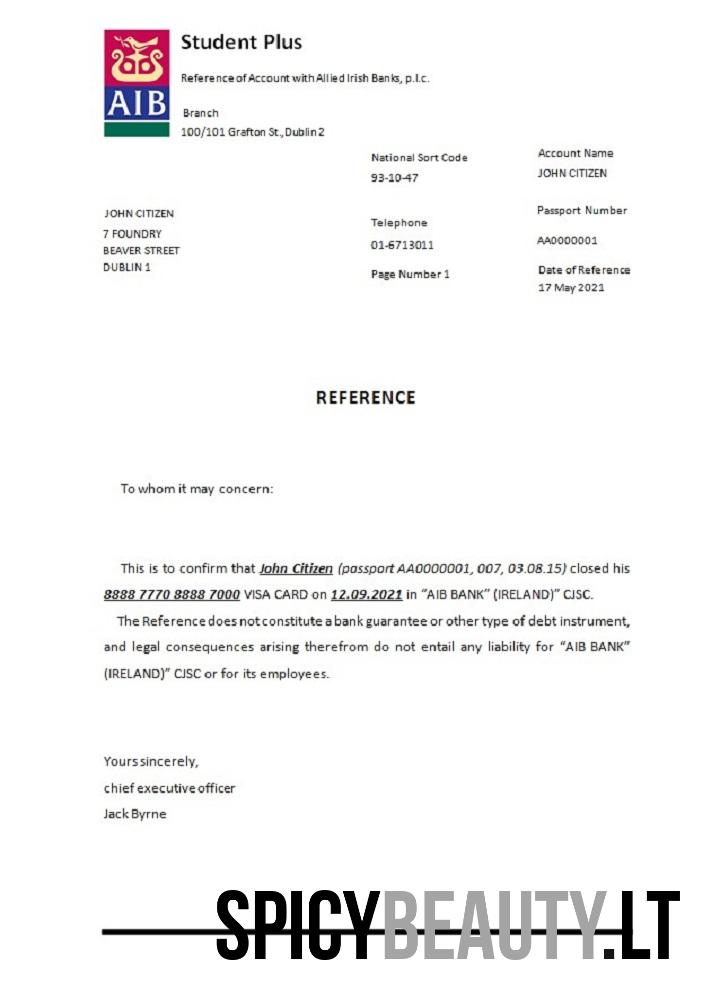 Student Plus
Reference of Account with Allied Irish Banks, p.l.c.
AIB
Branch
100/101 Grafton St., Dublin 2
National Sort Code
93-10-47
Account Name
JOHN CITIZEN
JOHN CITIZEN
7 FOUNDRY
BEAVER STREET
DUBLIN 1
Telephone
01-6713011
Page Number 1
Passport Number
AA0000001
Date of Reference
17 May 2021
REFERENCE
To whom it may concern:
This is to confirm that John Citizen (passport AA0000001, 007, 03.08.15) closed his
8888 7770 8888 7000 VISA CARD on 12.09.2021 in “AIB BANK” (IRELAND)” CJSC.
The Reference does not constitute a bank guarantee or other type of debt instrument,
and legal consequences arising therefrom do not entail any liability for “AIB BANK”
(IRELAND)” CJSC or for its employees.
Yours sincerely,
chief executive officer
Jack Byrne
SPICYBEAUTY.LT